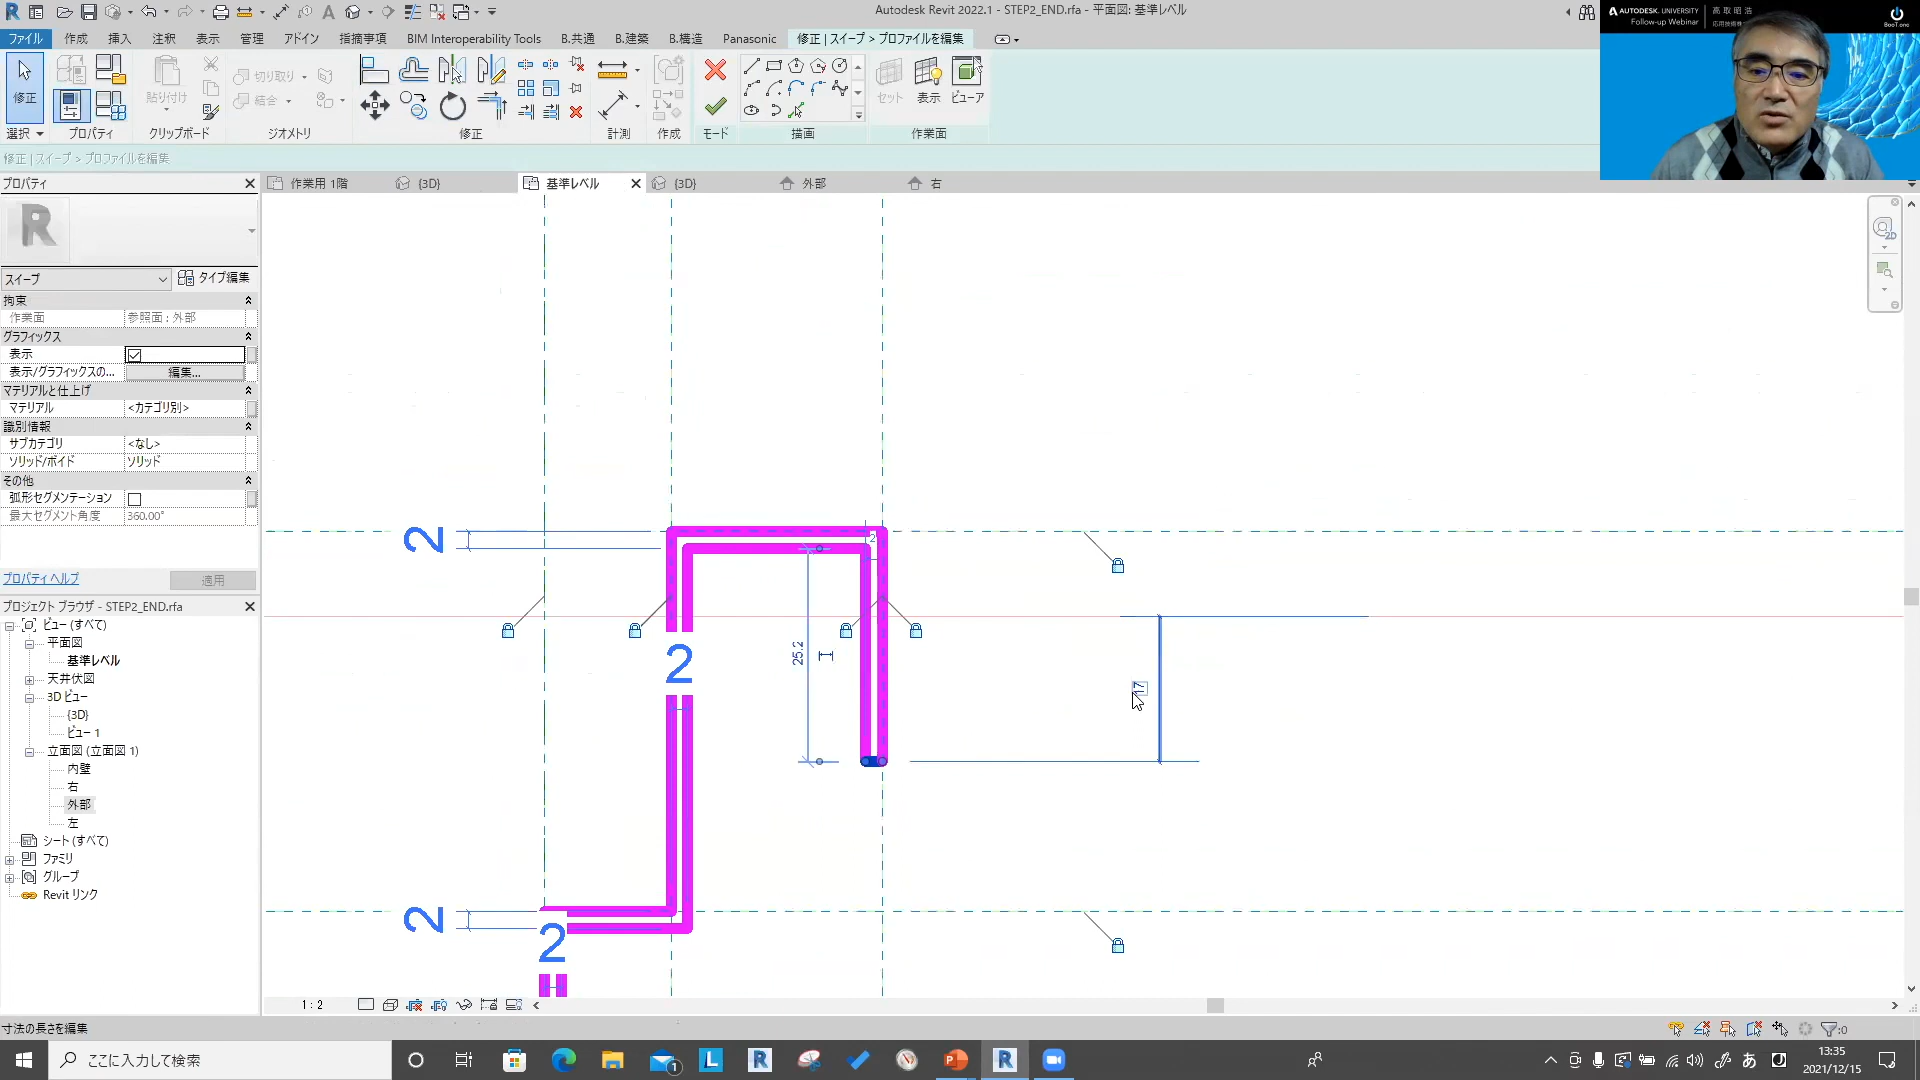 Autodesk Revit 2022.1 - STEP2_END.rfa - 平面図: 基準レベル
AUTODESK. UNIVERSITY
Follow-up Webinar
高取昭浩
応用技術株
BooT.one
ファイル 作成 挿入 注釈 表示 管理 アドイン 指摘事項 BIM Interoperability Tools B.共通 B.建築 B.構造 Panasonic 修正 | スイープ > プロファイルを編集
修正 貼り付け 切り取り 結合 セット 表示 ビューア
選択 プロパティ クリップボード ジオメトリ 修正 計測 作成 モード 描画 作業面
修正 | スイープ > プロファイルを編集
プロパティ
作業用 1階 {3D} 基準レベル {3D} 外部 右
スイープ タイプ編集
拘束
作業面 参照面 : 外部
グラフィックス
表示
表示/グラフィックスの... 編集...
マテリアルと仕上げ
マテリアル <カテゴリ別>
識別情報
サブカテゴリ <なし>
ソリッド/ボイド ソリッド
その他
弧形セグメンテーション
最大セグメント角度 360.00°
プロパティ ヘルプ 適用
プロジェクト ブラウザ - STEP2_END.rfa
ビュー (すべて)
平面図
基準レベル
天井伏図
3D ビュー
{3D}
ビュー 1
立面図 (立面図 1)
内壁
右
外部
左
シート (すべて)
ファミリ
グループ
Revit リンク
2
2
2
25.2
17
2
2
2D
1 : 2
寸法の長さを編集
:0
ここに入力して検索
1
あ
13:35
2021/12/15